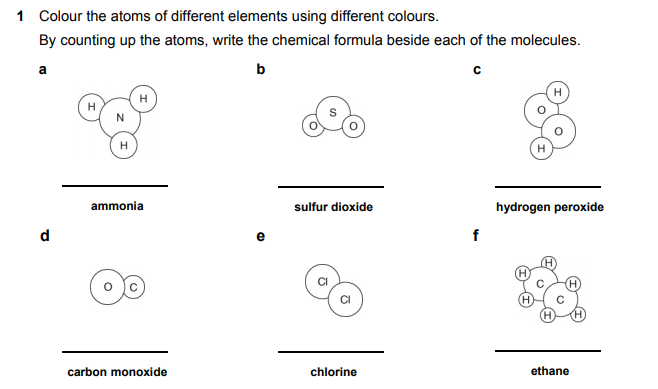 1 Colour the atoms of different elements using different colours.
By counting up the atoms, write the chemical formula beside each of the molecules.
a
b
c
H
H
N
H
S
O
O
H
O
O
H
ammonia
sulfur dioxide
hydrogen peroxide
d
e
f
O C
Cl
Cl
H
H
C
H
H
C
H
H
carbon monoxide
chlorine
ethane